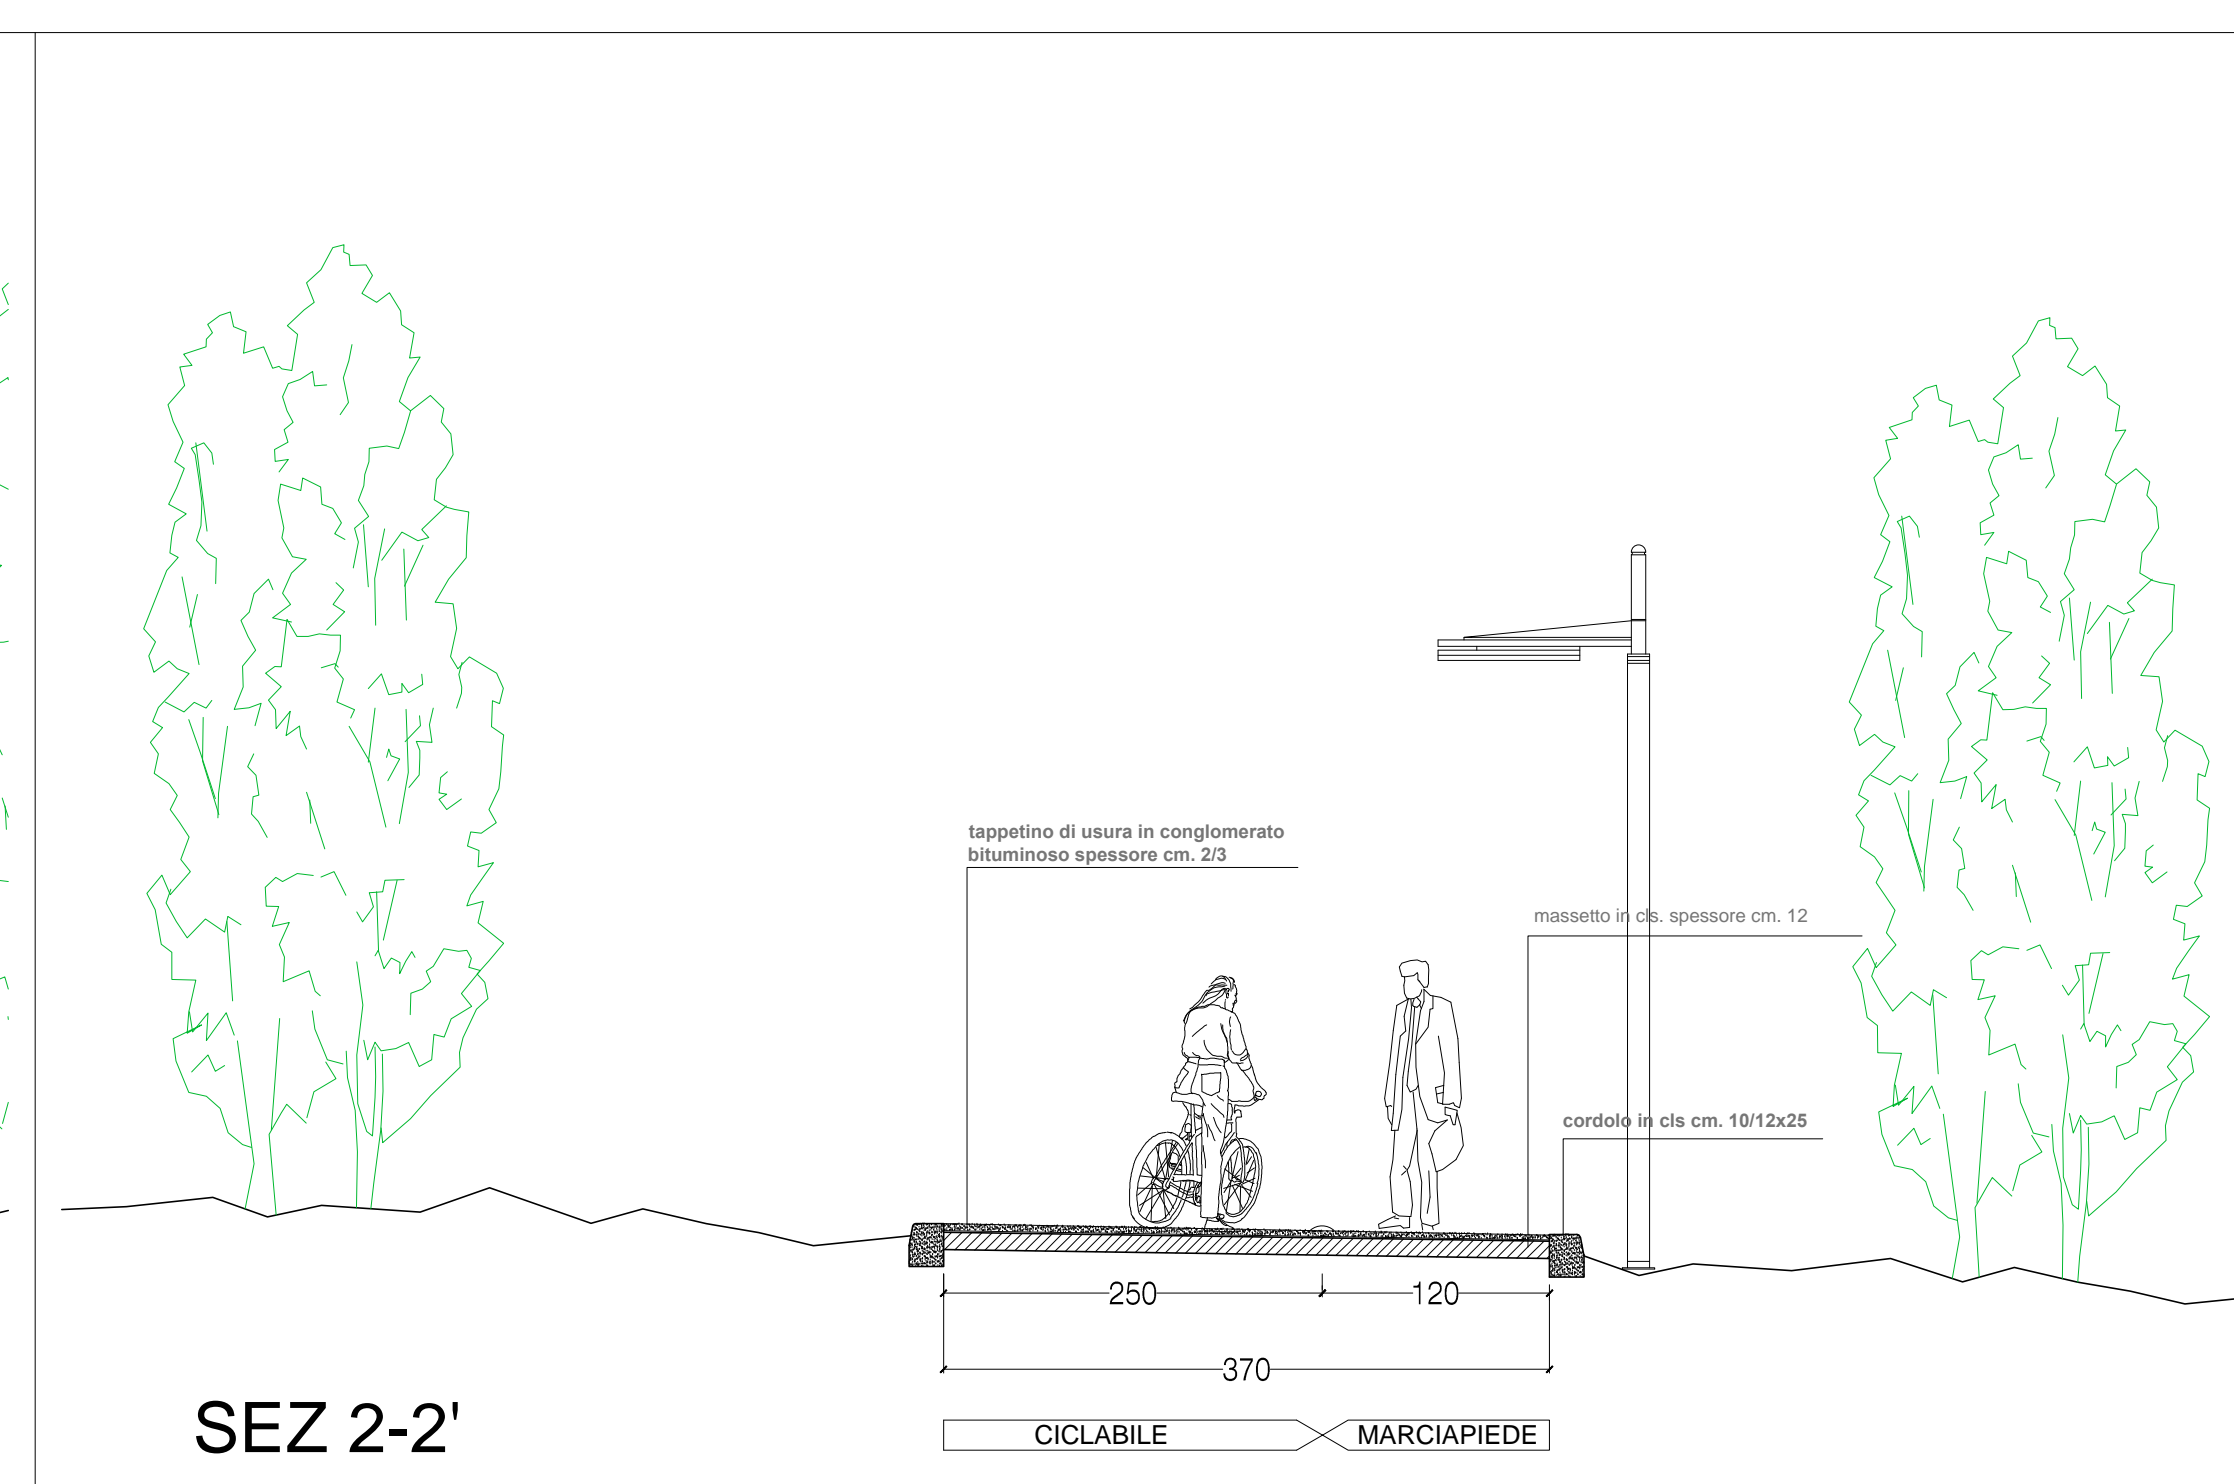 tappetino di usura in conglomerato
bituminoso spessore cm. 2/3
massetto in cls. spessore cm. 12
cordolo in cls cm. 10/12x25
250
120
370
SEZ 2-2'
CICLABILE
MARCIAPIEDE